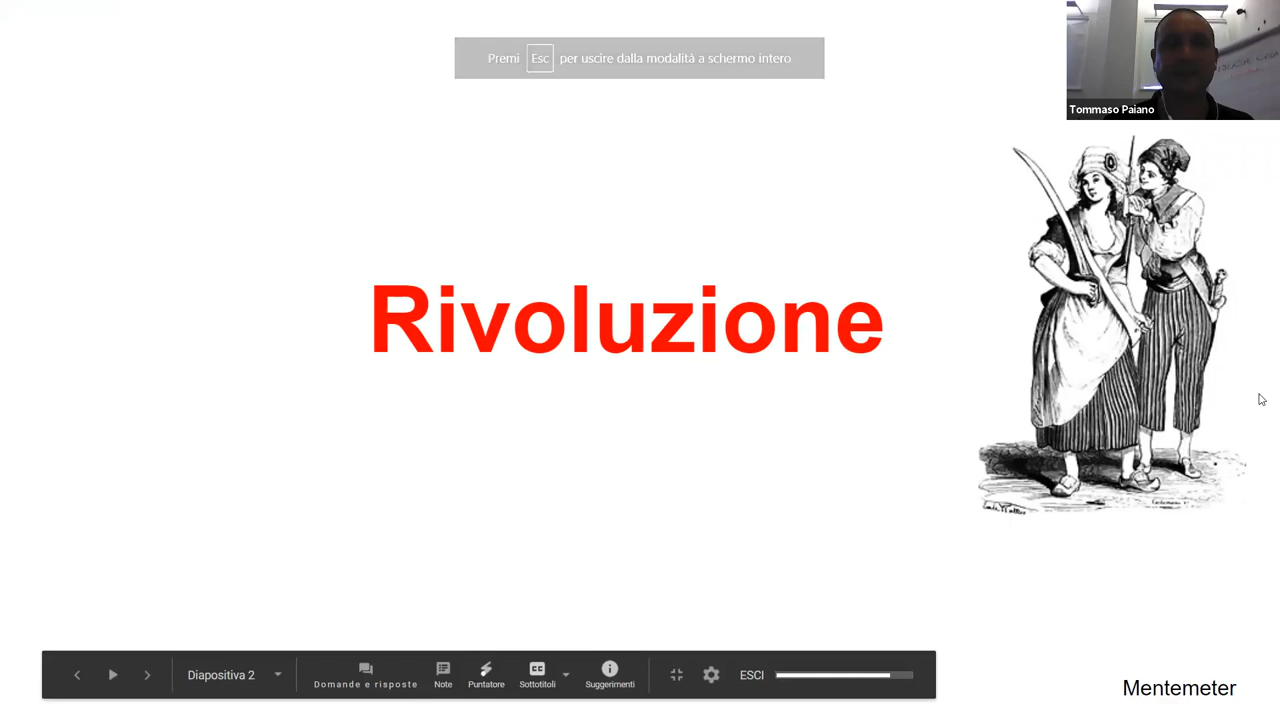 Premi Esc per uscire dalla modalità a schermo intero
Tommaso Paiano
Rivoluzione
Diapositiva 2
Domande e risposte
Note
Puntatore
CC
Sottotitoli
Suggerimenti
ESCI
Mentemeter